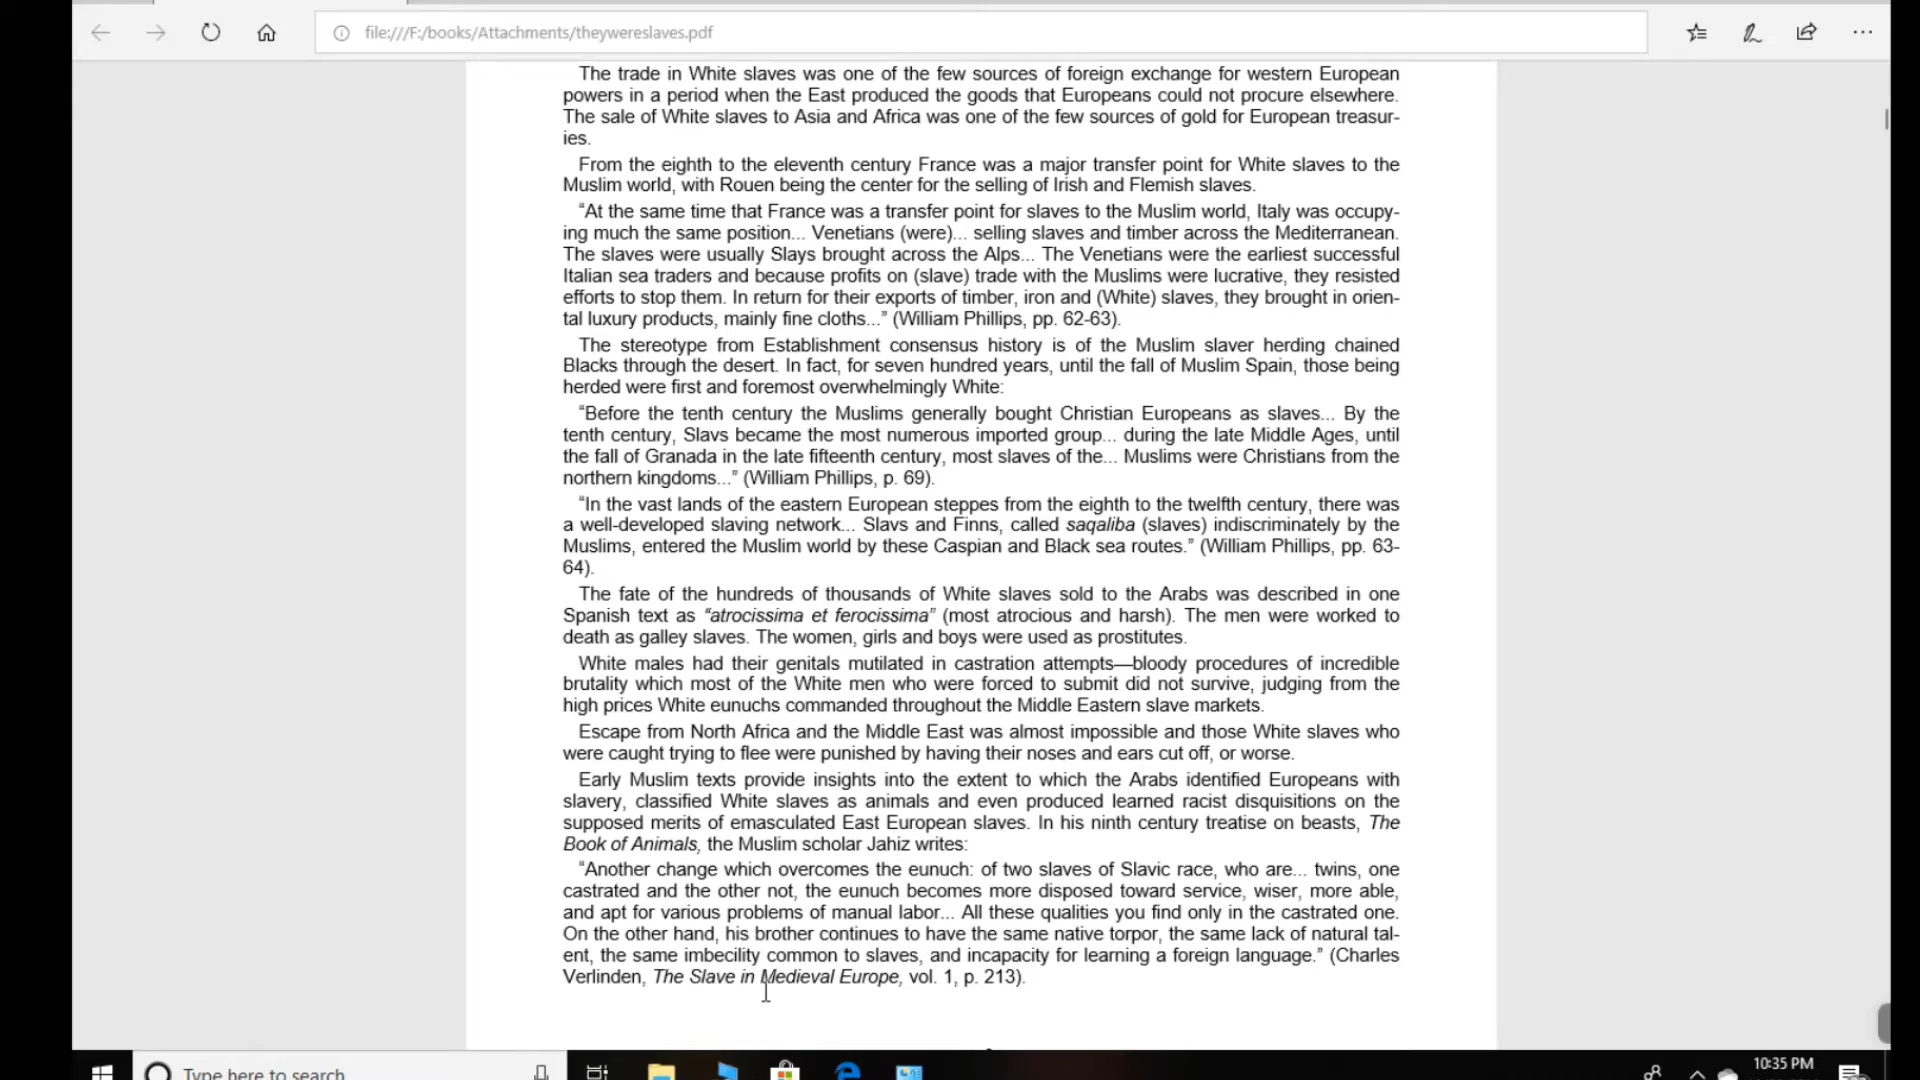 file:///F:/books/Attachments/theywereslaves.pdf
The trade in White slaves was one of the few sources of foreign exchange for western European
powers in a period when the East produced the goods that Europeans could not procure elsewhere.
The sale of White slaves to Asia and Africa was one of the few sources of gold for European treasur-
ies.
From the eighth to the eleventh century France was a major transfer point for White slaves to the
Muslim world, with Rouen being the center for the selling of Irish and Flemish slaves.
“At the same time that France was a transfer point for slaves to the Muslim world, Italy was occupy-
ing much the same position... Venetians (were)... selling slaves and timber across the Mediterranean.
The slaves were usually Slays brought across the Alps... The Venetians were the earliest successful
Italian sea traders and because profits on (slave) trade with the Muslims were lucrative, they resisted
efforts to stop them. In return for their exports of timber, iron and (White) slaves, they brought in orien-
tal luxury products, mainly fine cloths...” (William Phillips, pp. 62-63).
The stereotype from Establishment consensus history is of the Muslim slaver herding chained
Blacks through the desert. In fact, for seven hundred years, until the fall of Muslim Spain, those being
herded were first and foremost overwhelmingly White:
“Before the tenth century the Muslims generally bought Christian Europeans as slaves... By the
tenth century, Slavs became the most numerous imported group... during the late Middle Ages, until
the fall of Granada in the late fifteenth century, most slaves of the... Muslims were Christians from the
northern kingdoms...” (William Phillips, p. 69).
“In the vast lands of the eastern European steppes from the eighth to the twelfth century, there was
a well-developed slaving network... Slavs and Finns, called saqaliba (slaves) indiscriminately by the
Muslims, entered the Muslim world by these Caspian and Black sea routes.” (William Phillips, pp. 63-
64).
The fate of the hundreds of thousands of White slaves sold to the Arabs was described in one
Spanish text as “atrocissima et ferocissima” (most atrocious and harsh). The men were worked to
death as galley slaves. The women, girls and boys were used as prostitutes.
White males had their genitals mutilated in castration attempts—bloody procedures of incredible
brutality which most of the White men who were forced to submit did not survive, judging from the
high prices White eunuchs commanded throughout the Middle Eastern slave markets.
Escape from North Africa and the Middle East was almost impossible and those White slaves who
were caught trying to flee were punished by having their noses and ears cut off, or worse.
Early Muslim texts provide insights into the extent to which the Arabs identified Europeans with
slavery, classified White slaves as animals and even produced learned racist disquisitions on the
supposed merits of emasculated East European slaves. In his ninth century treatise on beasts, The
Book of Animals, the Muslim scholar Jahiz writes:
“Another change which overcomes the eunuch: of two slaves of Slavic race, who are... twins, one
castrated and the other not, the eunuch becomes more disposed toward service, wiser, more able,
and apt for various problems of manual labor... All these qualities you find only in the castrated one.
On the other hand, his brother continues to have the same native torpor, the same lack of natural tal-
ent, the same imbecility common to slaves, and incapacity for learning a foreign language.” (Charles
Verlinden, The Slave in Medieval Europe, vol. 1, p. 213).
Type here to search
10:35 PM